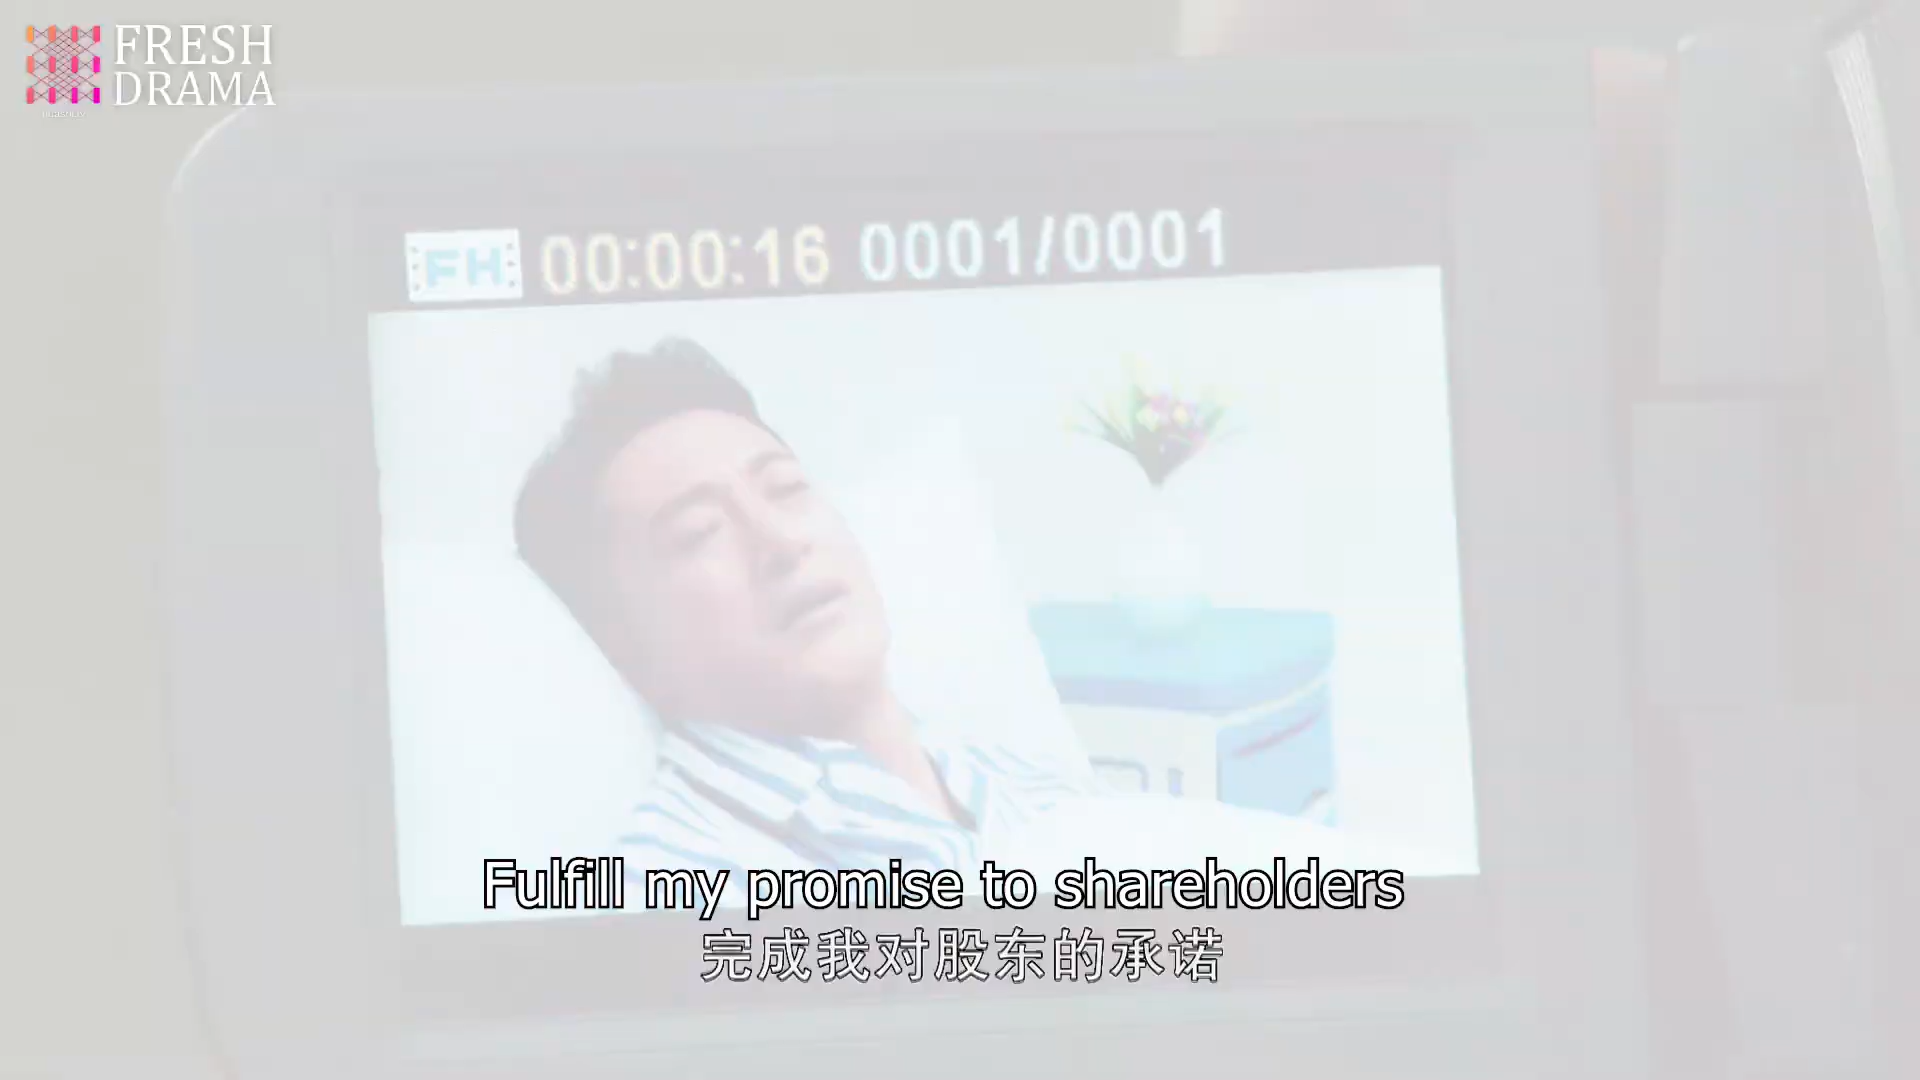 FRESH
DRAMA
FH 00:00:16 0001/0001
Fulfill my promise to shareholders
完成我对股东的承诺